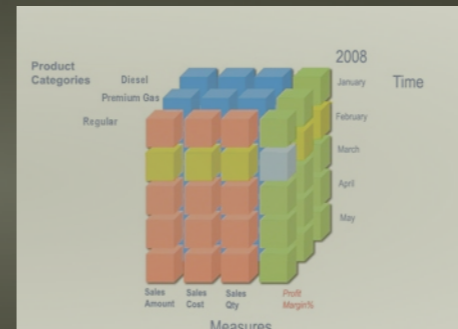 Product
Categories
Diesel
Premium Gas
Regular
2008
Time
January
February
March
April
May
Sales
Amount
Sales
Cost
Sales
Qty
Profit
Margin%
Measures